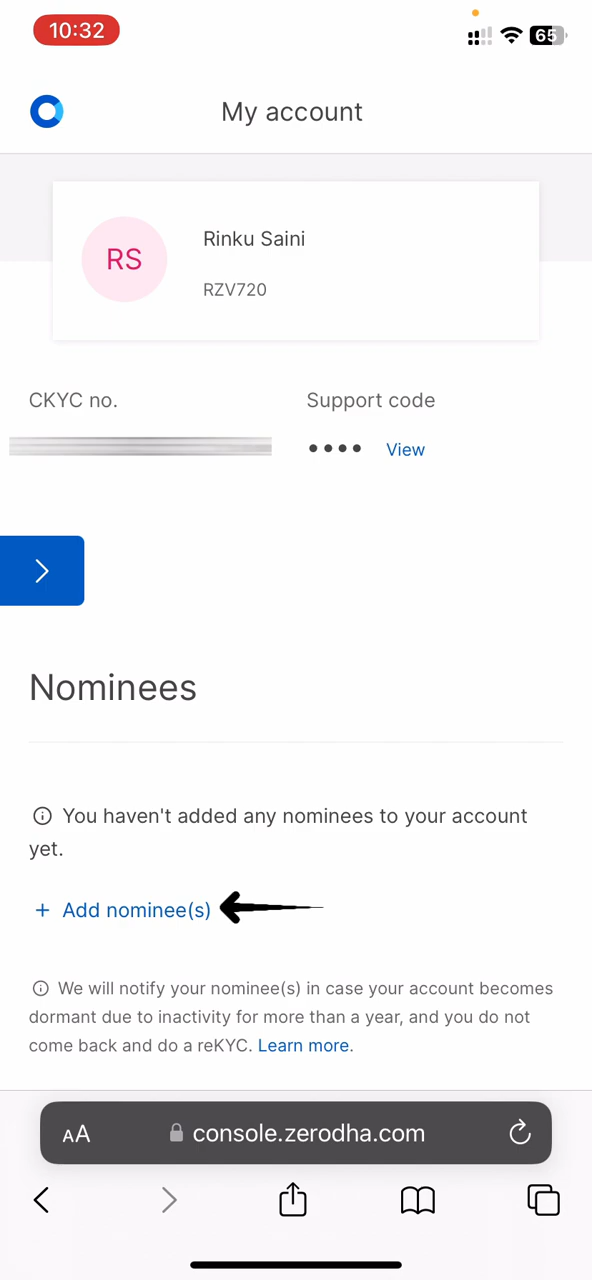 10:32
65
My account
RS
Rinku Saini
RZV720
CKYC no.
Support code
View
Nominees
You haven't added any nominees to your account
yet.
+ Add nominee(s)
We will notify your nominee(s) in case your account becomes
dormant due to inactivity for more than a year, and you do not
come back and do a reKYC. Learn more.
AA
console.zerodha.com